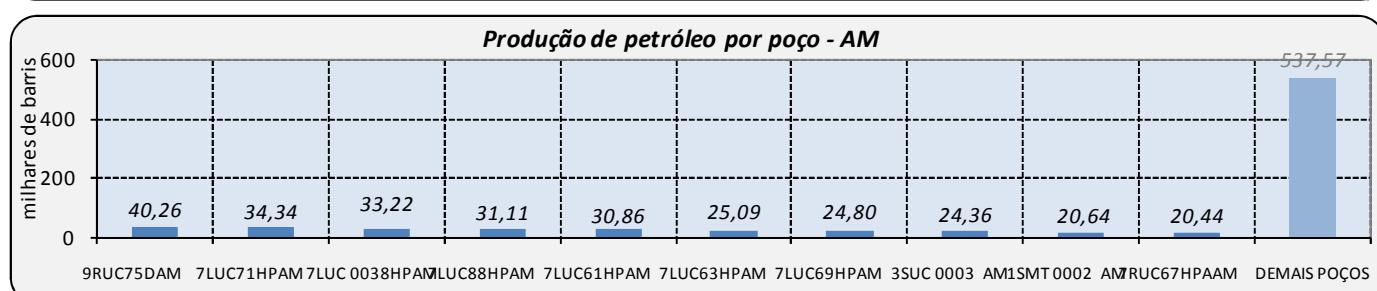 Produção de petróleo por poço - AM
milhares de barris
600
400
200
0
537,57
40,26 34,34 33,22 31,11 30,86 25,09 24,80 24,36 20,64 20,44
9RUC75DAM 7LUC71HPAM 7LUC 0038HPAM 7LUC88HPAM 7LUC61HPAM 7LUC63HPAM 7LUC69HPAM 3SUC 0003 AM 1SMT 0002 AM 7RUC67HPAAM DEMAIS POÇOS